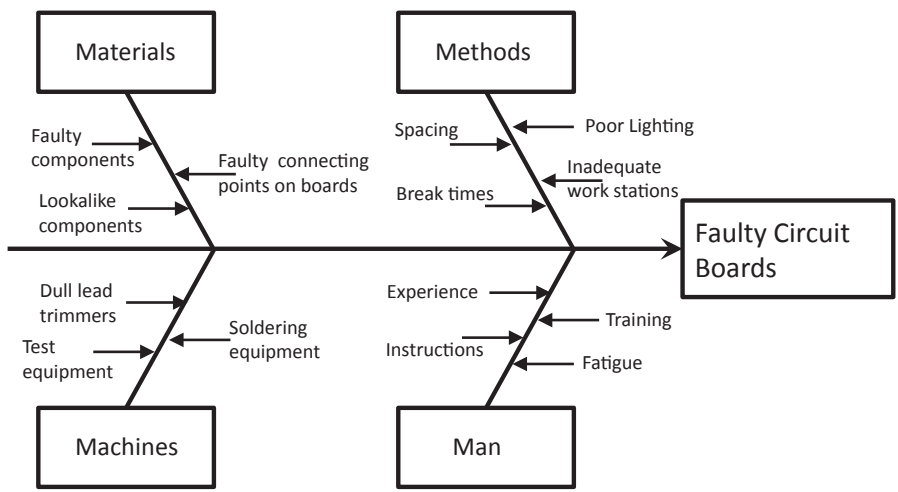 Materials
Methods
Faulty
components
Faulty connecting
points on boards
Lookalike
components
Spacing
Poor Lighting
Inadequate
work stations
Break times
Faulty Circuit
Boards
Dull lead
trimmers
Soldering
equipment
Test
equipment
Experience
Training
Instructions
Fatigue
Machines
Man